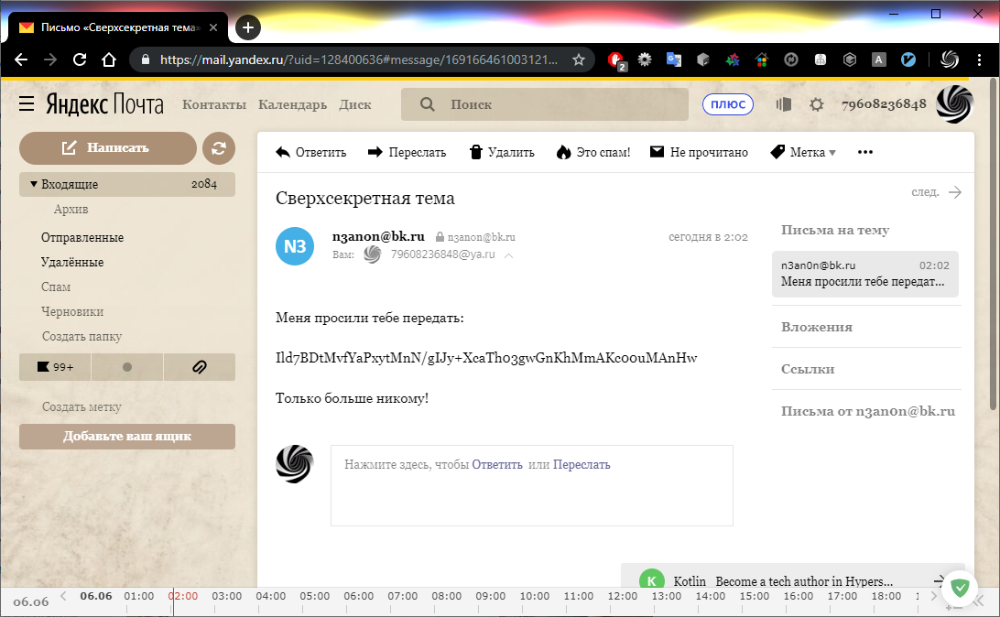 Письмо «Сверхсекретная тема»
https://mail.yandex.ru/?uid=128400636#message/169166461003121...
2
A
Яндекс Почта
Контакты Календарь Диск
Поиск
ПЛЮС
79608236848
Написать
Входящие 2084
Архив
Отправленные
Удалённые
Спам
Черновики
Создать папку
99+
Создать метку
Добавьте ваш ящик
Ответить Переслать Удалить Это спам! Не прочитано Метка •••
Сверхсекретная тема
след.
N3
n3an0n@bk.ru n3an0n@bk.ru сегодня в 2:02
Вам: 79608236848@ya.ru
Меня просили тебе передать:
Ild7BDtMvfYaPxytMnN/gIJy+XcaTh03gwGnKhMmAKc00uMAnHw
Только больше никому!
Нажмите здесь, чтобы Ответить или Переслать
Письма на тему
n3an0n@bk.ru 02:02
Меня просили тебе передат...
Вложения
Ссылки
Письма от n3an0n@bk.ru
K Kotlin Become a tech author in Hypers...
06.06 06.06 01:00 02:00 03:00 04:00 05:00 06:00 07:00 08:00 09:00 10:00 11:00 12:00 13:00 14:00 15:00 16:00 17:00 18:00